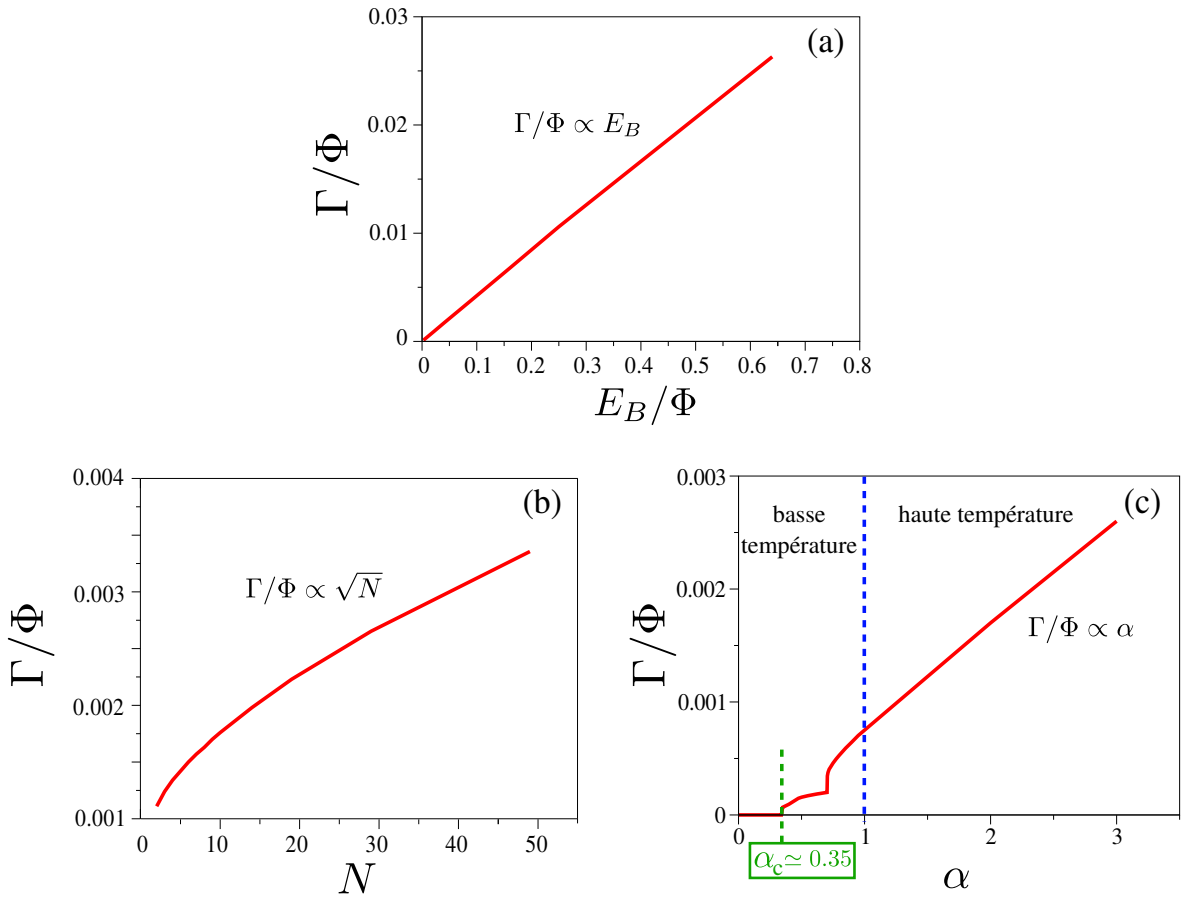 0.03
(a)
Γ/Φ ∝ E_B
0.02
Γ/Φ
0.01
0
0 0.1 0.2 0.3 0.4 0.5 0.6 0.7 0.8
E_B/Φ
0.004
(b)
Γ/Φ ∝ √N
0.003
Γ/Φ
0.002
0.001
0 10 20 30 40 50
N
0.003
(c)
basse
température
haute température
0.002
Γ/Φ ∝ α
Γ/Φ
0.001
0
0 1 2 3
α_c ≃ 0.35
α